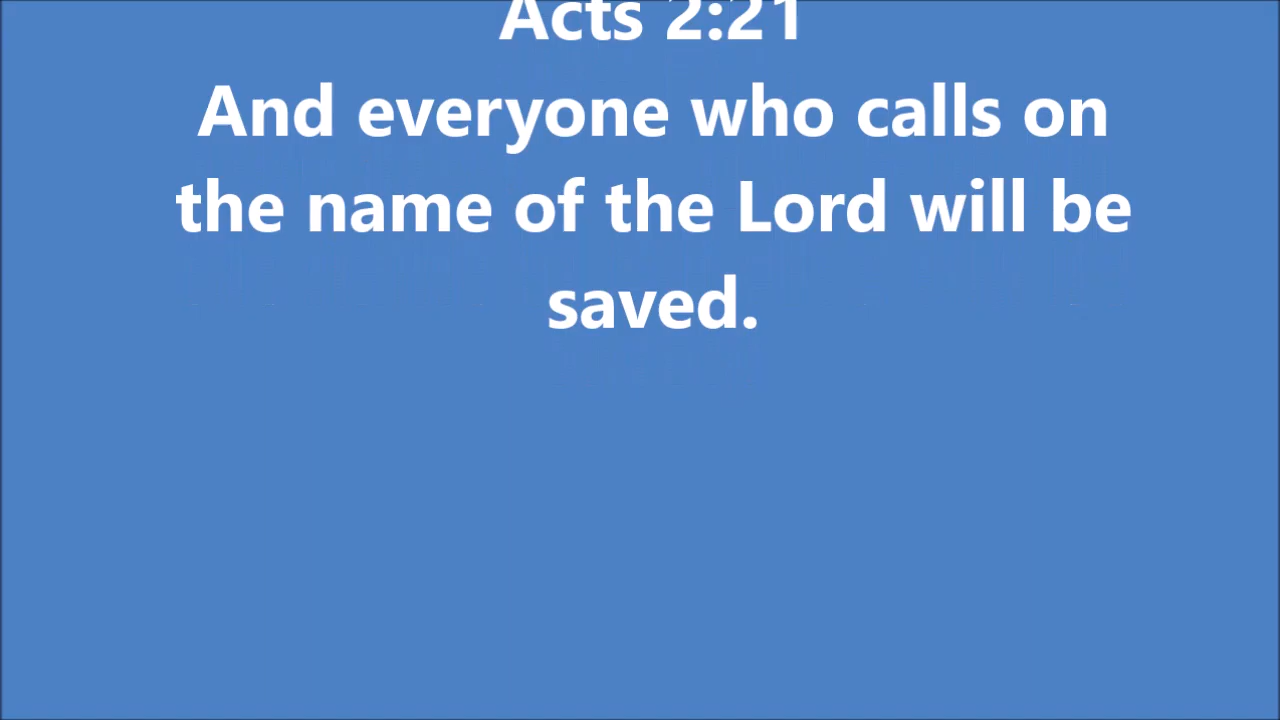 Acts 2:21
And everyone who calls on
the name of the Lord will be
saved.